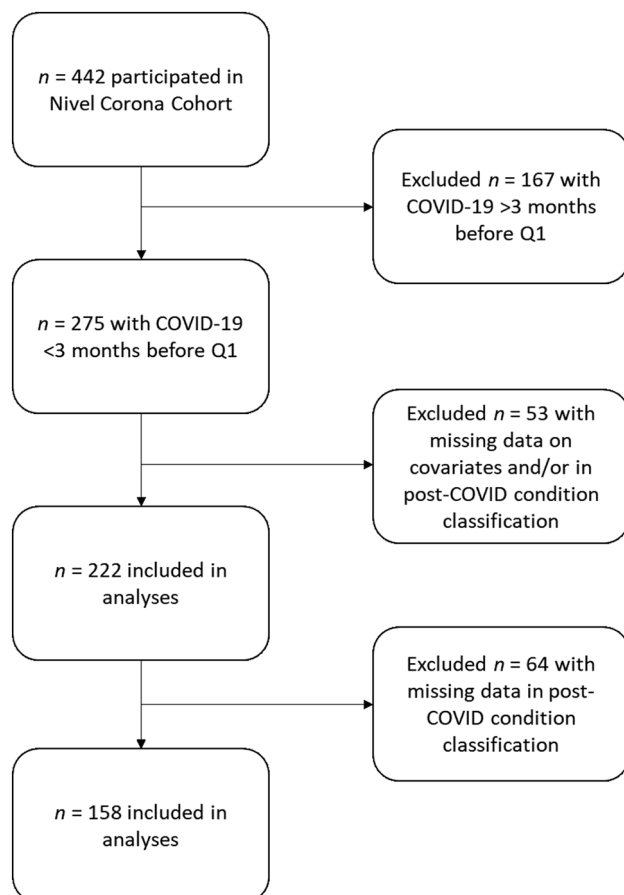 n = 442 participated in
Nivel Corona Cohort
Excluded n = 167 with
COVID-19 >3 months
before Q1
n = 275 with COVID-19
<3 months before Q1
Excluded n = 53 with
missing data on
covariates and/or in
post-COVID condition
classification
n = 222 included in
analyses
Excluded n = 64 with
missing data in post-
COVID condition
classification
n = 158 included in
analyses